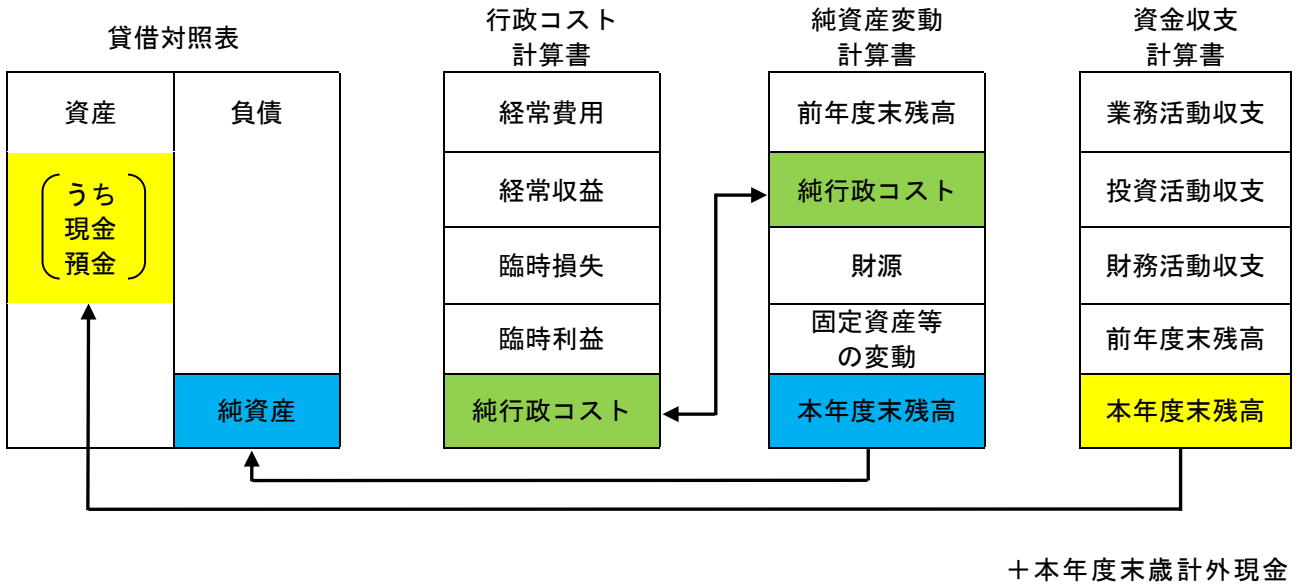 貸借対照表
資産
負債
うち
現金
預金
純資産
行政コスト
計算書
経常費用
経常収益
臨時損失
臨時利益
純行政コスト
純資産変動
計算書
前年度末残高
純行政コスト
財源
固定資産等
の変動
本年度末残高
資金収支
計算書
業務活動収支
投資活動収支
財務活動収支
前年度末残高
本年度末残高
＋本年度末歳計外現金